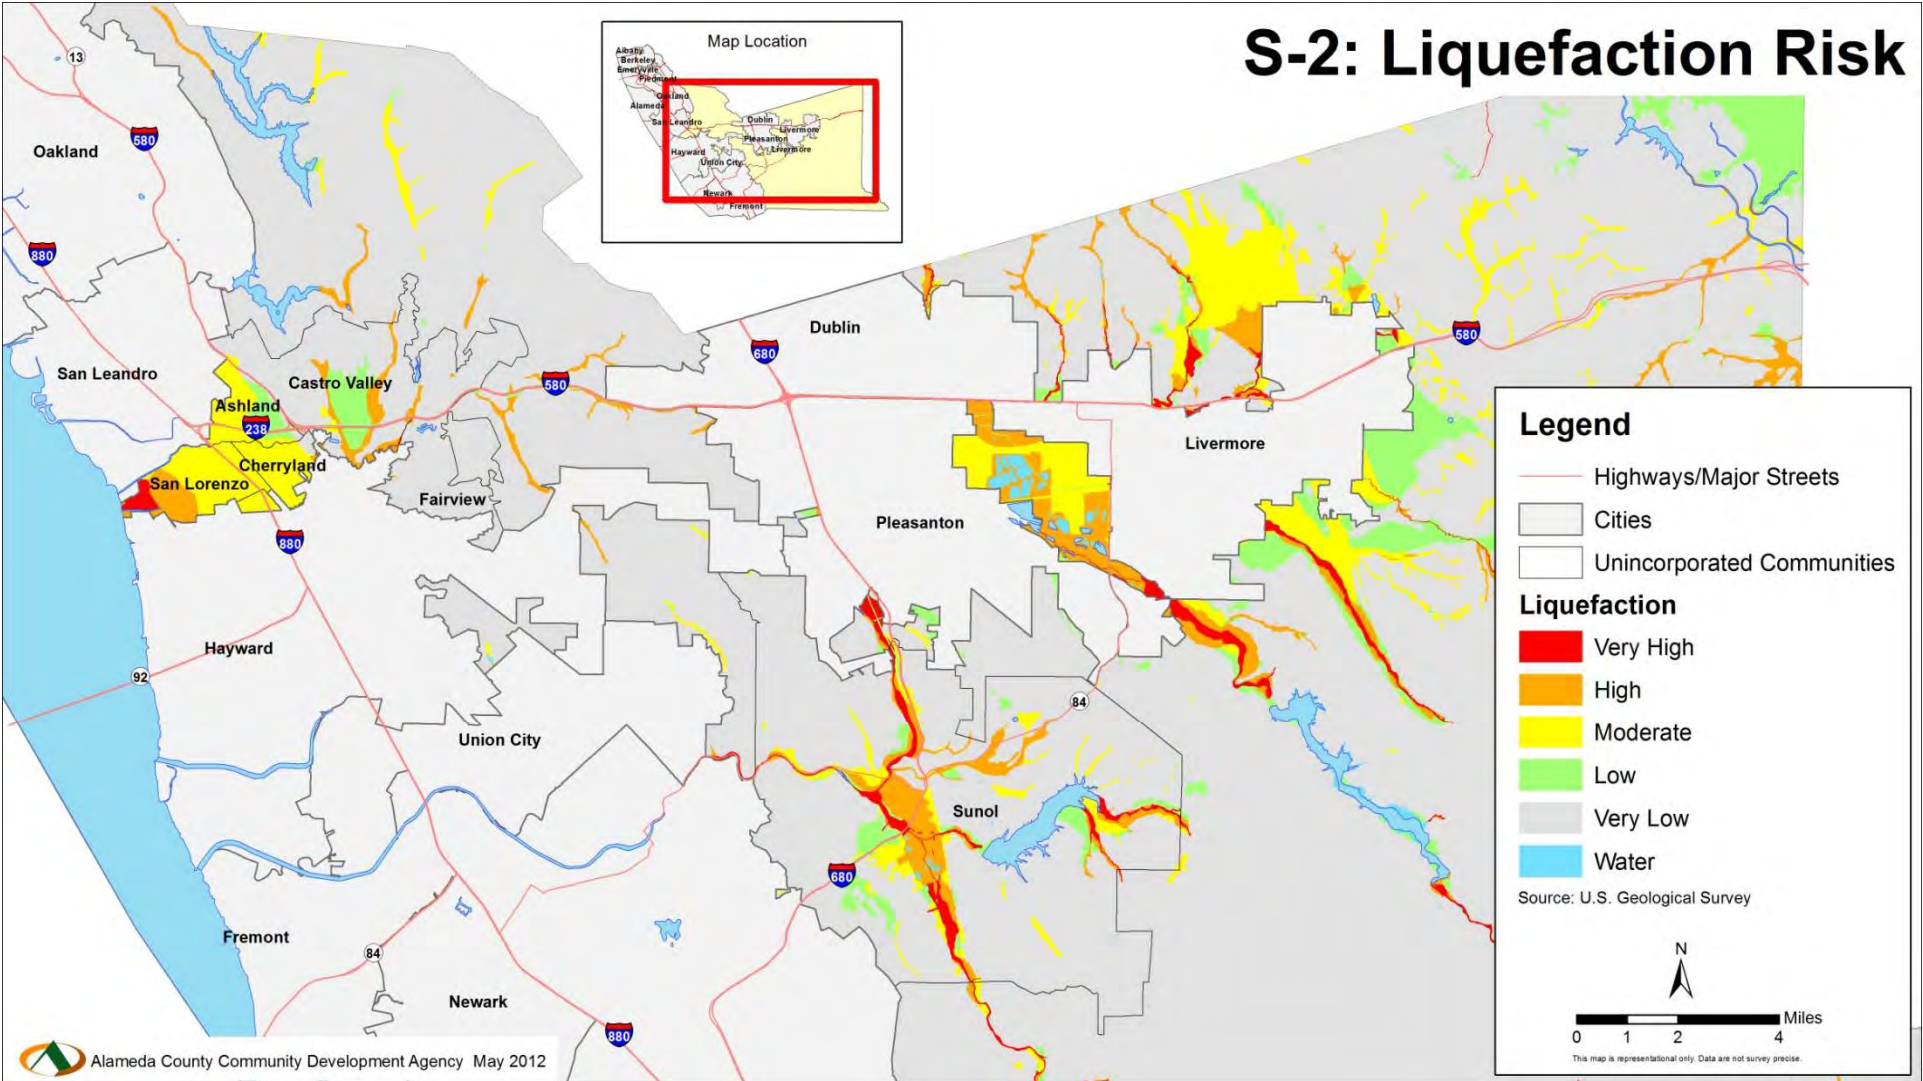 S-2: Liquefaction Risk
Map Location
Albany
Berkeley
Emeryville
Piedmont
Oakland
Alameda
San Leandro
Dublin
Livermore
Pleasanton
Livermore
Hayward
Union City
Newark
Fremont
13
580
Oakland
880
Dublin
680
580
San Leandro
Castro Valley
580
Ashland
238
Cherryland
San Lorenzo
Fairview
Livermore
Pleasanton
880
Hayward
92
84
Union City
Sunol
680
Fremont
84
Newark
880
Legend
Highways/Major Streets
Cities
Unincorporated Communities
Liquefaction
Very High
High
Moderate
Low
Very Low
Water
Source: U.S. Geological Survey
N
Miles
0 1 2 4
This map is representational only. Data are not survey precise.
Alameda County Community Development Agency May 2012